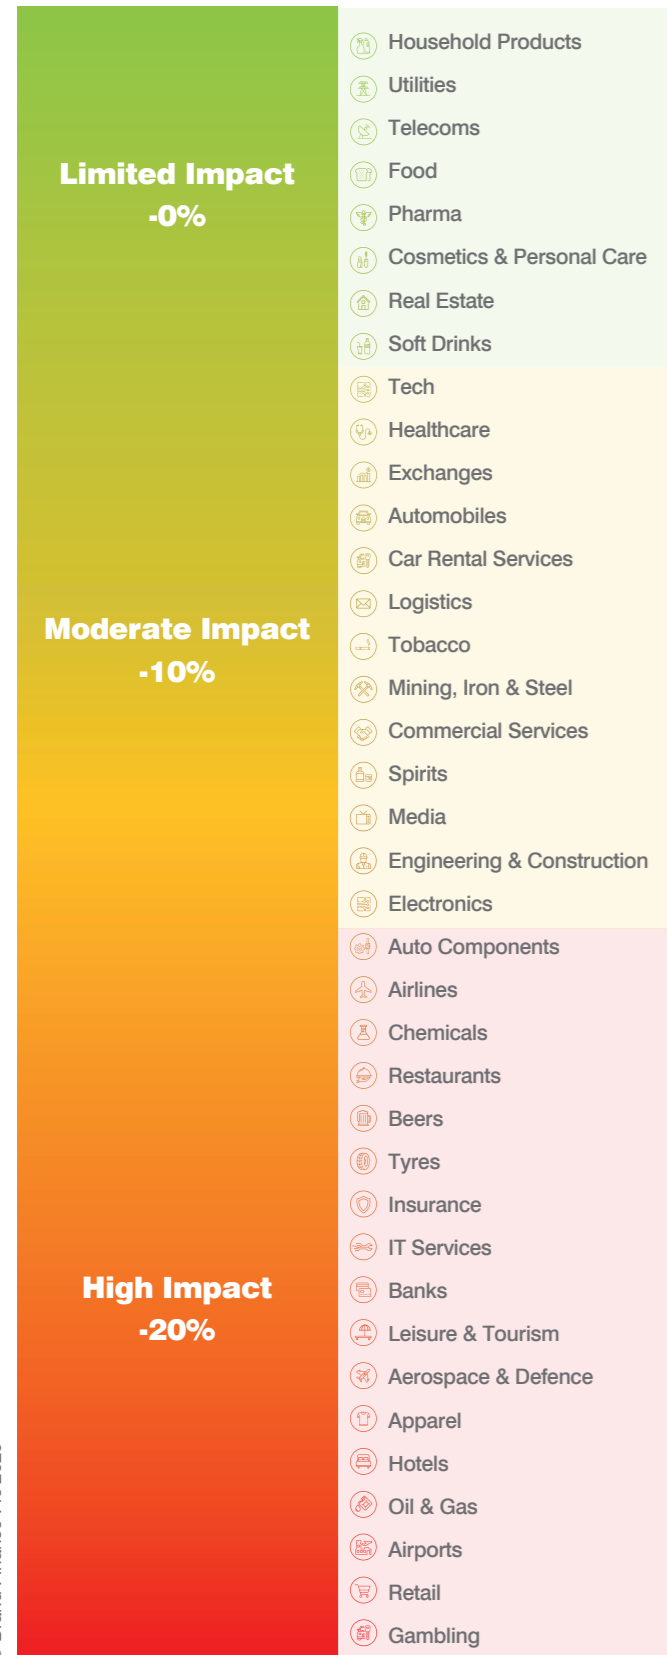 Limited Impact
-0%
Moderate Impact
-10%
High Impact
-20%
Household Products
Utilities
Telecoms
Food
Pharma
Cosmetics & Personal Care
Real Estate
Soft Drinks
Tech
Healthcare
Exchanges
Automobiles
Car Rental Services
Logistics
Tobacco
Mining, Iron & Steel
Commercial Services
Spirits
Media
Engineering & Construction
Electronics
Auto Components
Airlines
Chemicals
Restaurants
Beers
Tyres
Insurance
IT Services
Banks
Leisure & Tourism
Aerospace & Defence
Apparel
Hotels
Oil & Gas
Airports
Retail
Gambling